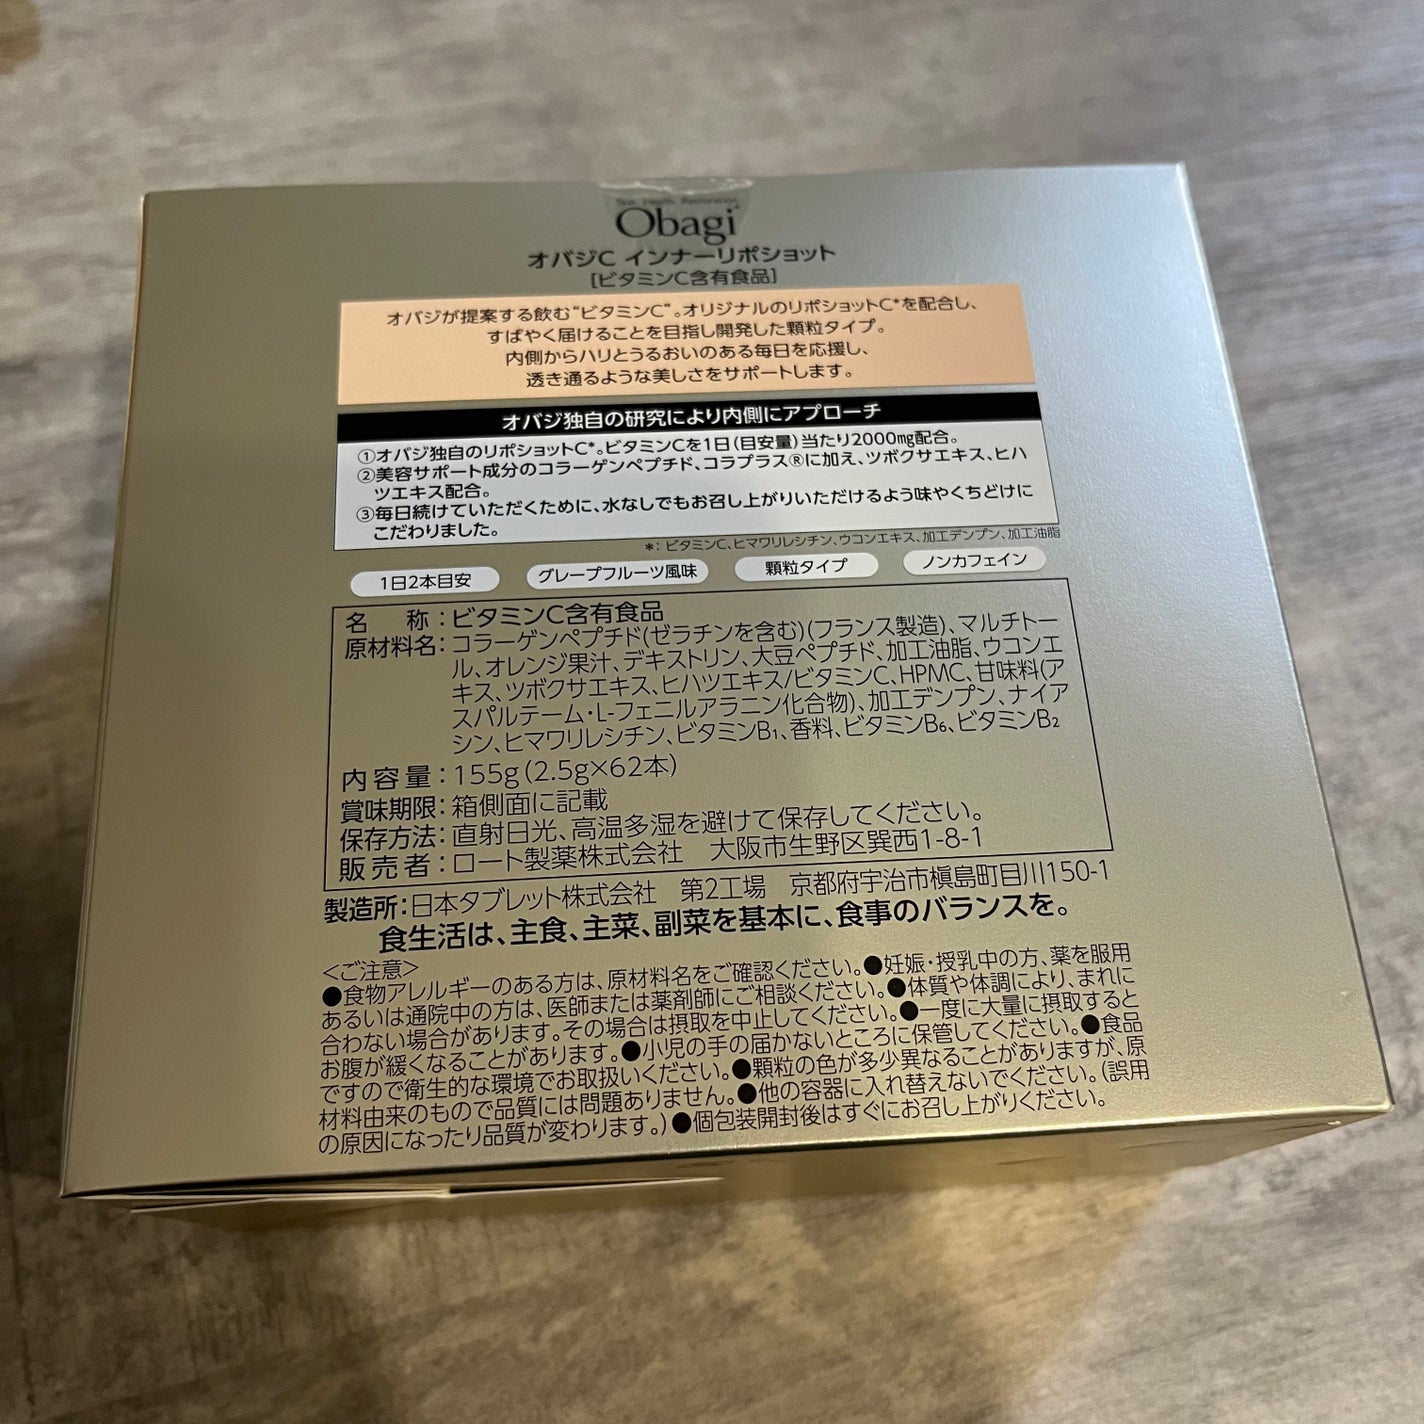 Skin Health Restoration
Obagi
オバジC インナーリポショット
[ビタミンC含有食品]
オバジが提案する飲む“ビタミンC”。オリジナルのリポショットC*を配合し、
すばやく届けることを目指し開発した顆粒タイプ。
内側からハリとうるおいのある毎日を応援し、
透き通るような美しさをサポートします。
オバジ独自の研究により内側にアプローチ
①オバジ独自のリポショットC*。ビタミンCを1日(目安量)当たり2000mg配合。
②美容サポート成分のコラーゲンペプチド、コラプラス®に加え、ツボクサエキス、ヒハ
ツエキス配合。
③毎日続けていただくために、水なしでもお召し上がりいただけるよう味やくちどけに
こだわりました。
*: ビタミンC、ヒマワリレシチン、ウコンエキス、加工デンプン、加工油脂
1日2本目安 グレープフルーツ風味 顆粒タイプ ノンカフェイン
名称:ビタミンC含有食品
原材料名:コラーゲンペプチド(ゼラチンを含む)(フランス製造)、マルチトー
ル、オレンジ果汁、デキストリン、大豆ペプチド、加工油脂、ウコンエ
キス、ツボクサエキス、ヒハツエキス/ビタミンC、HPMC、甘味料(ア
スパルテーム・L-フェニルアラニン化合物)、加工デンプン、ナイア
シン、ヒマワリレシチン、ビタミンB₁、香料、ビタミンB₆、ビタミンB₂
内容量:155g(2.5g×62本)
賞味期限:箱側面に記載
保存方法:直射日光、高温多湿を避けて保存してください。
販売者:ロート製薬株式会社 大阪市生野区巽西1-8-1
製造所:日本タブレット株式会社 第2工場 京都府宇治市槇島町目川150-1
食生活は、主食、主菜、副菜を基本に、食事のバランスを。
<ご注意>
●食物アレルギーのある方は、原材料名をご確認ください。●妊娠・授乳中の方、薬を服用
あるいは通院中の方は、医師または薬剤師にご相談ください。●体質や体調により、まれに
合わない場合があります。その場合は摂取を中止してください。●一度に大量に摂取すると
お腹が緩くなることがあります。●小児の手の届かないところに保管してください。●食品
ですので衛生的な環境でお取扱いください。●顆粒の色が多少異なることがありますが、原
材料由来のもので品質には問題ありません。●他の容器に入れ替えないでください。(誤用
の原因になったり品質が変わります。)●個包装開封後はすぐにお召し上がりください。